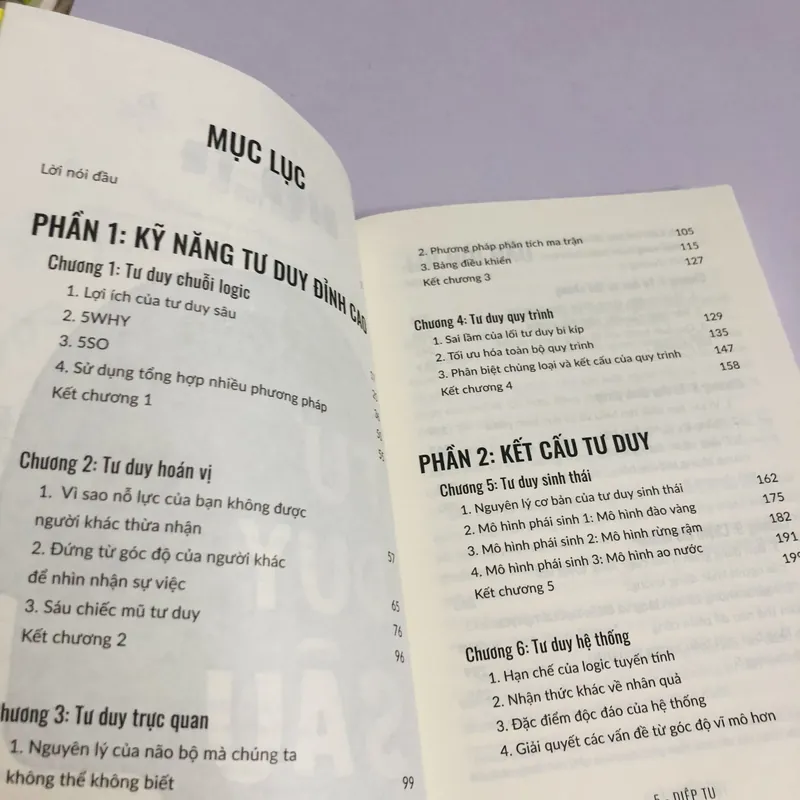 MỤC LỤC
Lời nói đầu
PHẦN 1: KỸ NĂNG TƯ DUY ĐỈNH CAO
Chương 1: Tư duy chuỗi logic
1. Lợi ích của tư duy sâu
2. 5WHY
3. 5SO
4. Sử dụng tổng hợp nhiều phương pháp
Kết chương 1
Chương 2: Tư duy hoán vị
1. Vì sao nỗ lực của bạn không được
người khác thừa nhận 57
2. Đứng từ góc độ của người khác
để nhìn nhận sự việc 65
3. Sáu chiếc mũ tư duy 76
Kết chương 2 96
hương 3: Tư duy trực quan
1. Nguyên lý của não bộ mà chúng ta
không thể không biết 99
2. Phương pháp phân tích ma trận 105
3. Bảng điều khiển 115
Kết chương 3 127
Chương 4: Tư duy quy trình
1. Sai lầm của lối tư duy bí kíp 129
2. Tối ưu hóa toàn bộ quy trình 135
3. Phân biệt chủng loại và kết cấu của quy trình 147
Kết chương 4 158
PHẦN 2: KẾT CẤU TƯ DUY
Chương 5: Tư duy sinh thái
1. Nguyên lý cơ bản của tư duy sinh thái 162
2. Mô hình phái sinh 1: Mô hình đào vàng 175
3. Mô hình phái sinh 2: Mô hình rừng rậm 182
4. Mô hình phái sinh 3: Mô hình ao nước 191
Kết chương 5
Chương 6: Tư duy hệ thống
1. Hạn chế của logic tuyến tính
2. Nhận thức khác về nhân quả
3. Đặc điểm độc đáo của hệ thống
4. Giải quyết các vấn đề từ góc độ vĩ mô hơn
5 - DIỆP TU